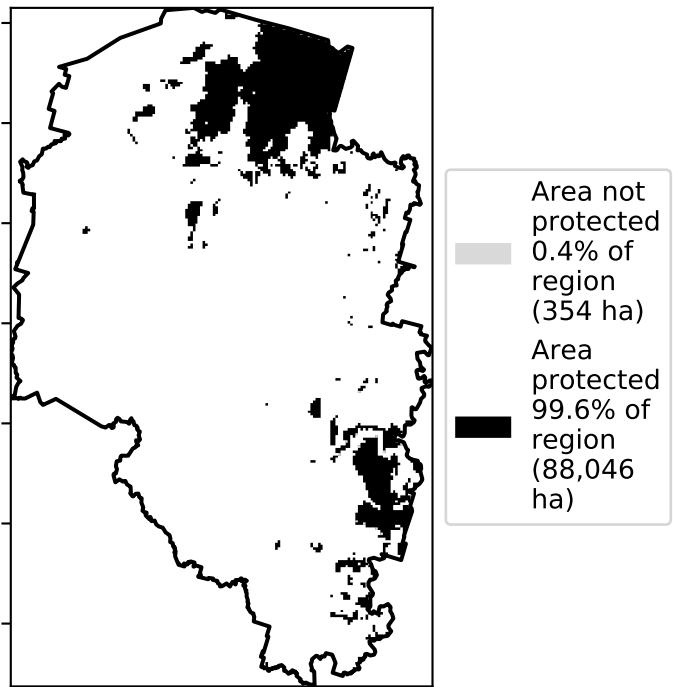 Area not
protected
0.4% of
region
(354 ha)
Area
protected
99.6% of
region
(88,046
ha)